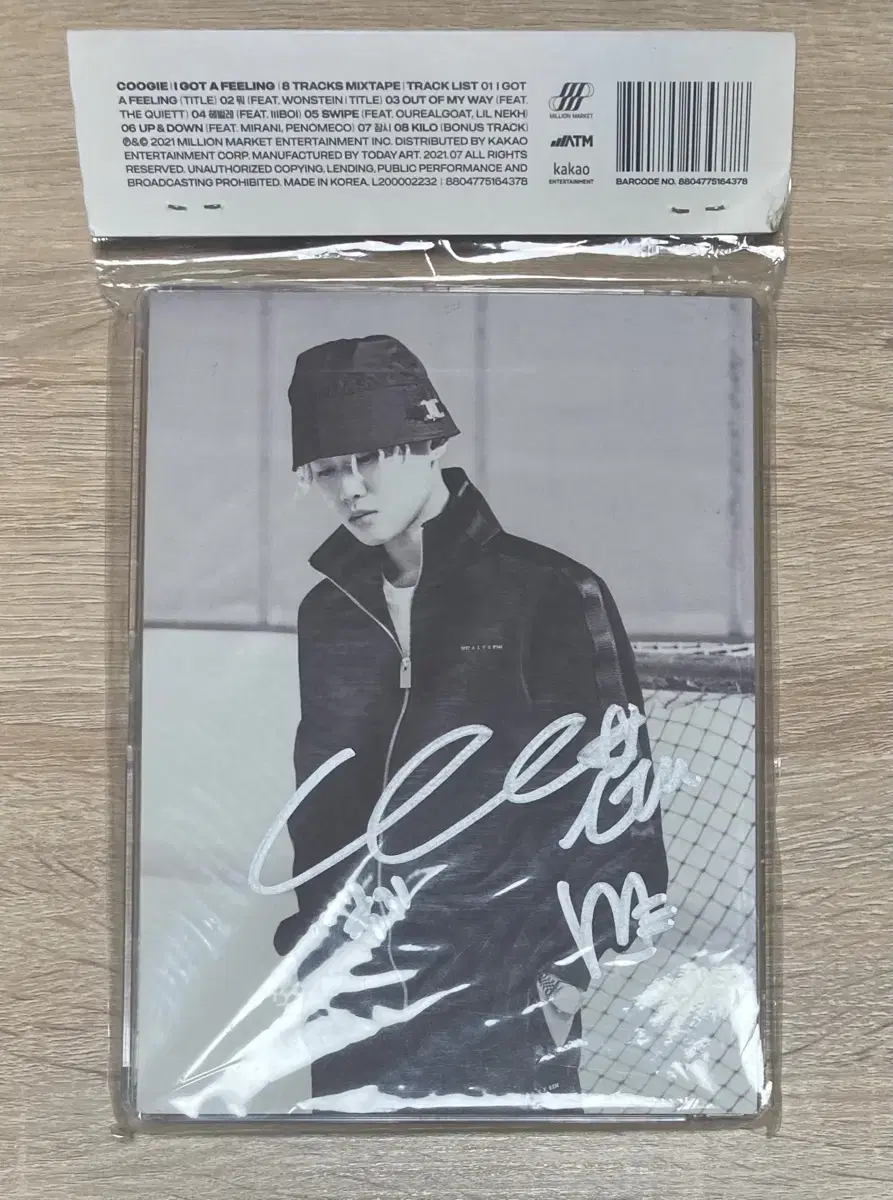 COOGIE | I GOT A FEELING | 8 TRACKS MIXTAPE | TRACK LIST 01 I GOT
A FEELING (TITLE) 02 뭐 (FEAT. WONSTEIN | TITLE) 03 OUT OF MY WAY (FEAT.
THE QUIETT) 04 헤빌레 (FEAT. lIlBOI) 05 SWIPE (FEAT. OUREALGOAT, LIL NEKH)
06 UP & DOWN (FEAT. MIRANI, PENOMECO) 07 잠시 08 KILO (BONUS TRACK)
℗&© 2021 MILLION MARKET ENTERTAINMENT INC. DISTRIBUTED BY KAKAO
ENTERTAINMENT CORP. MANUFACTURED BY TODAY ART. 2021.07 ALL RIGHTS
RESERVED. UNAUTHORIZED COPYING, LENDING, PUBLIC PERFORMANCE AND
BROADCASTING PROHIBITED. MADE IN KOREA. L200002232 | 8804775164378
MILLION MARKET
ATM
kakao
ENTERTAINMENT
BARCODE NO. 8804775164378